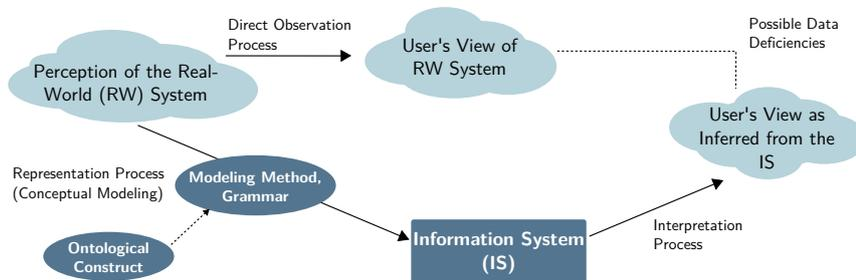 Direct Observation
Process
Possible Data
Deficiencies
User's View of
RW System
Perception of the Real-
World (RW) System
User's View as
Inferred from the
IS
Representation Process
(Conceptual Modeling)
Modeling Method,
Grammar
Ontological
Construct
Information System
(IS)
Interpretation
Process